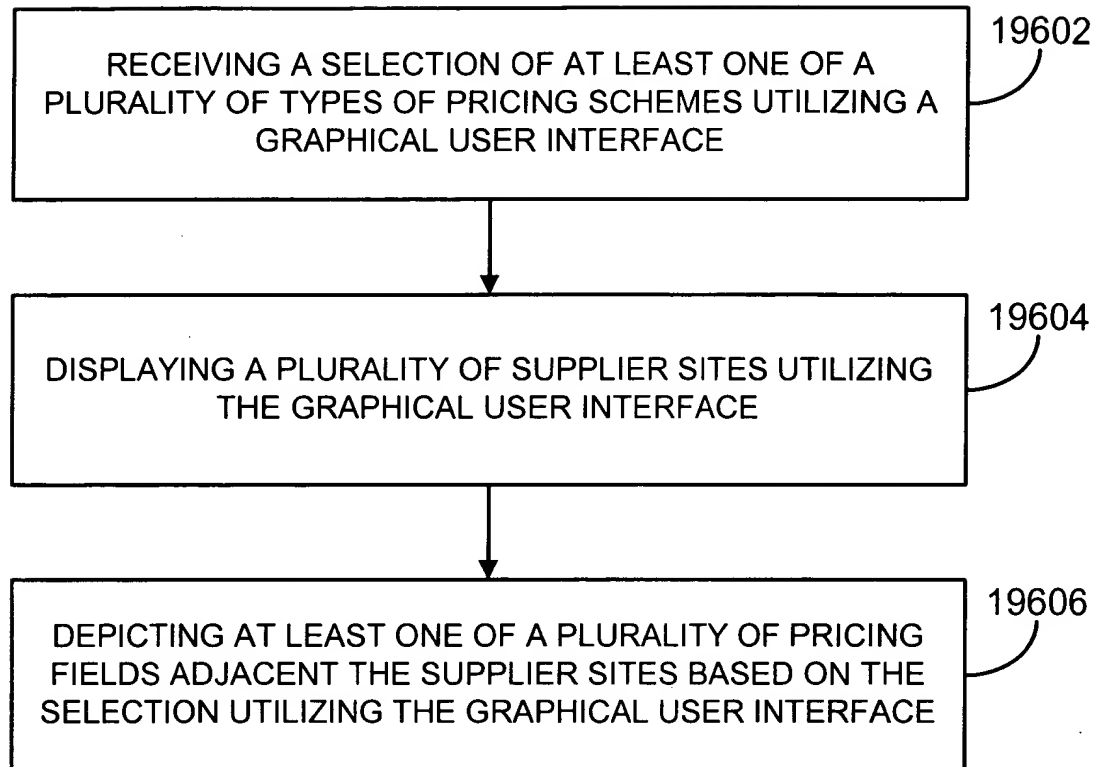 19602
RECEIVING A SELECTION OF AT LEAST ONE OF A
PLURALITY OF TYPES OF PRICING SCHEMES UTILIZING A
GRAPHICAL USER INTERFACE
19604
DISPLAYING A PLURALITY OF SUPPLIER SITES UTILIZING
THE GRAPHICAL USER INTERFACE
19606
DEPICTING AT LEAST ONE OF A PLURALITY OF PRICING
FIELDS ADJACENT THE SUPPLIER SITES BASED ON THE
SELECTION UTILIZING THE GRAPHICAL USER INTERFACE